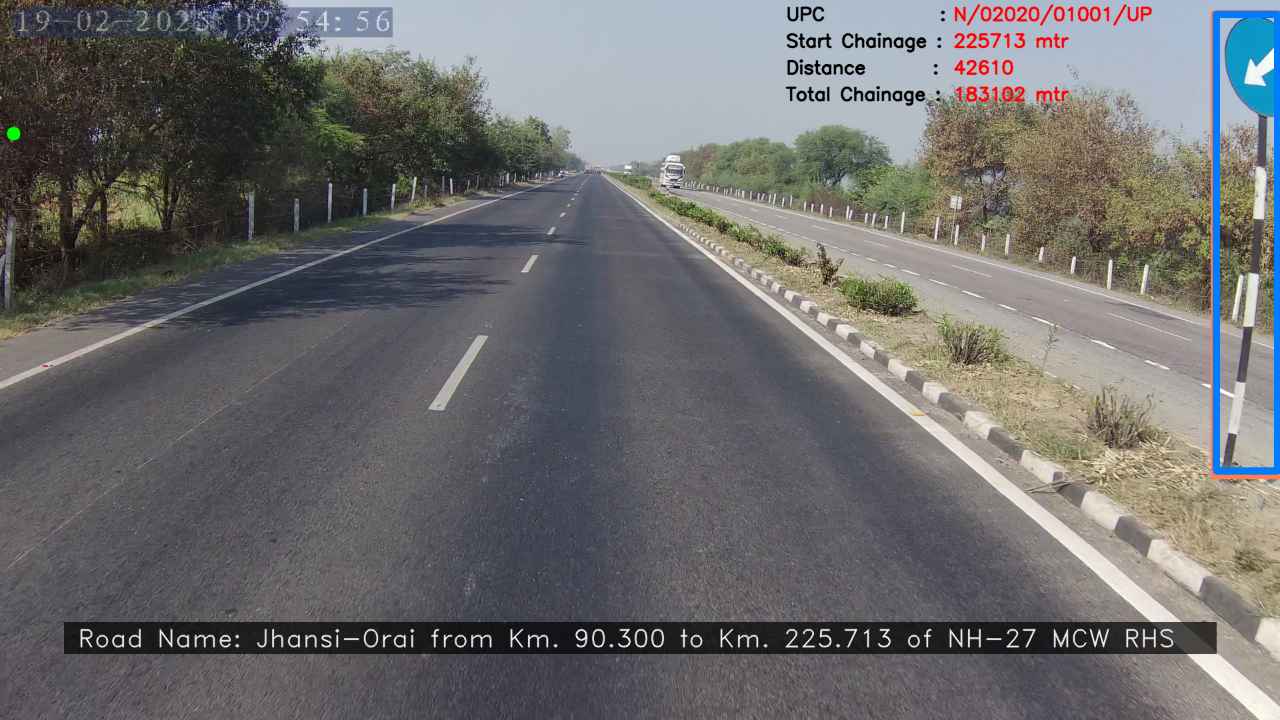 19-02-2025 09:54:56
UPC : N/02020/01001/UP
Start Chainage : 225713 mtr
Distance : 42610
Total Chainage : 183102 mtr
Road Name: Jhansi-Orai from Km. 90.300 to Km. 225.713 of NH-27 MCW RHS